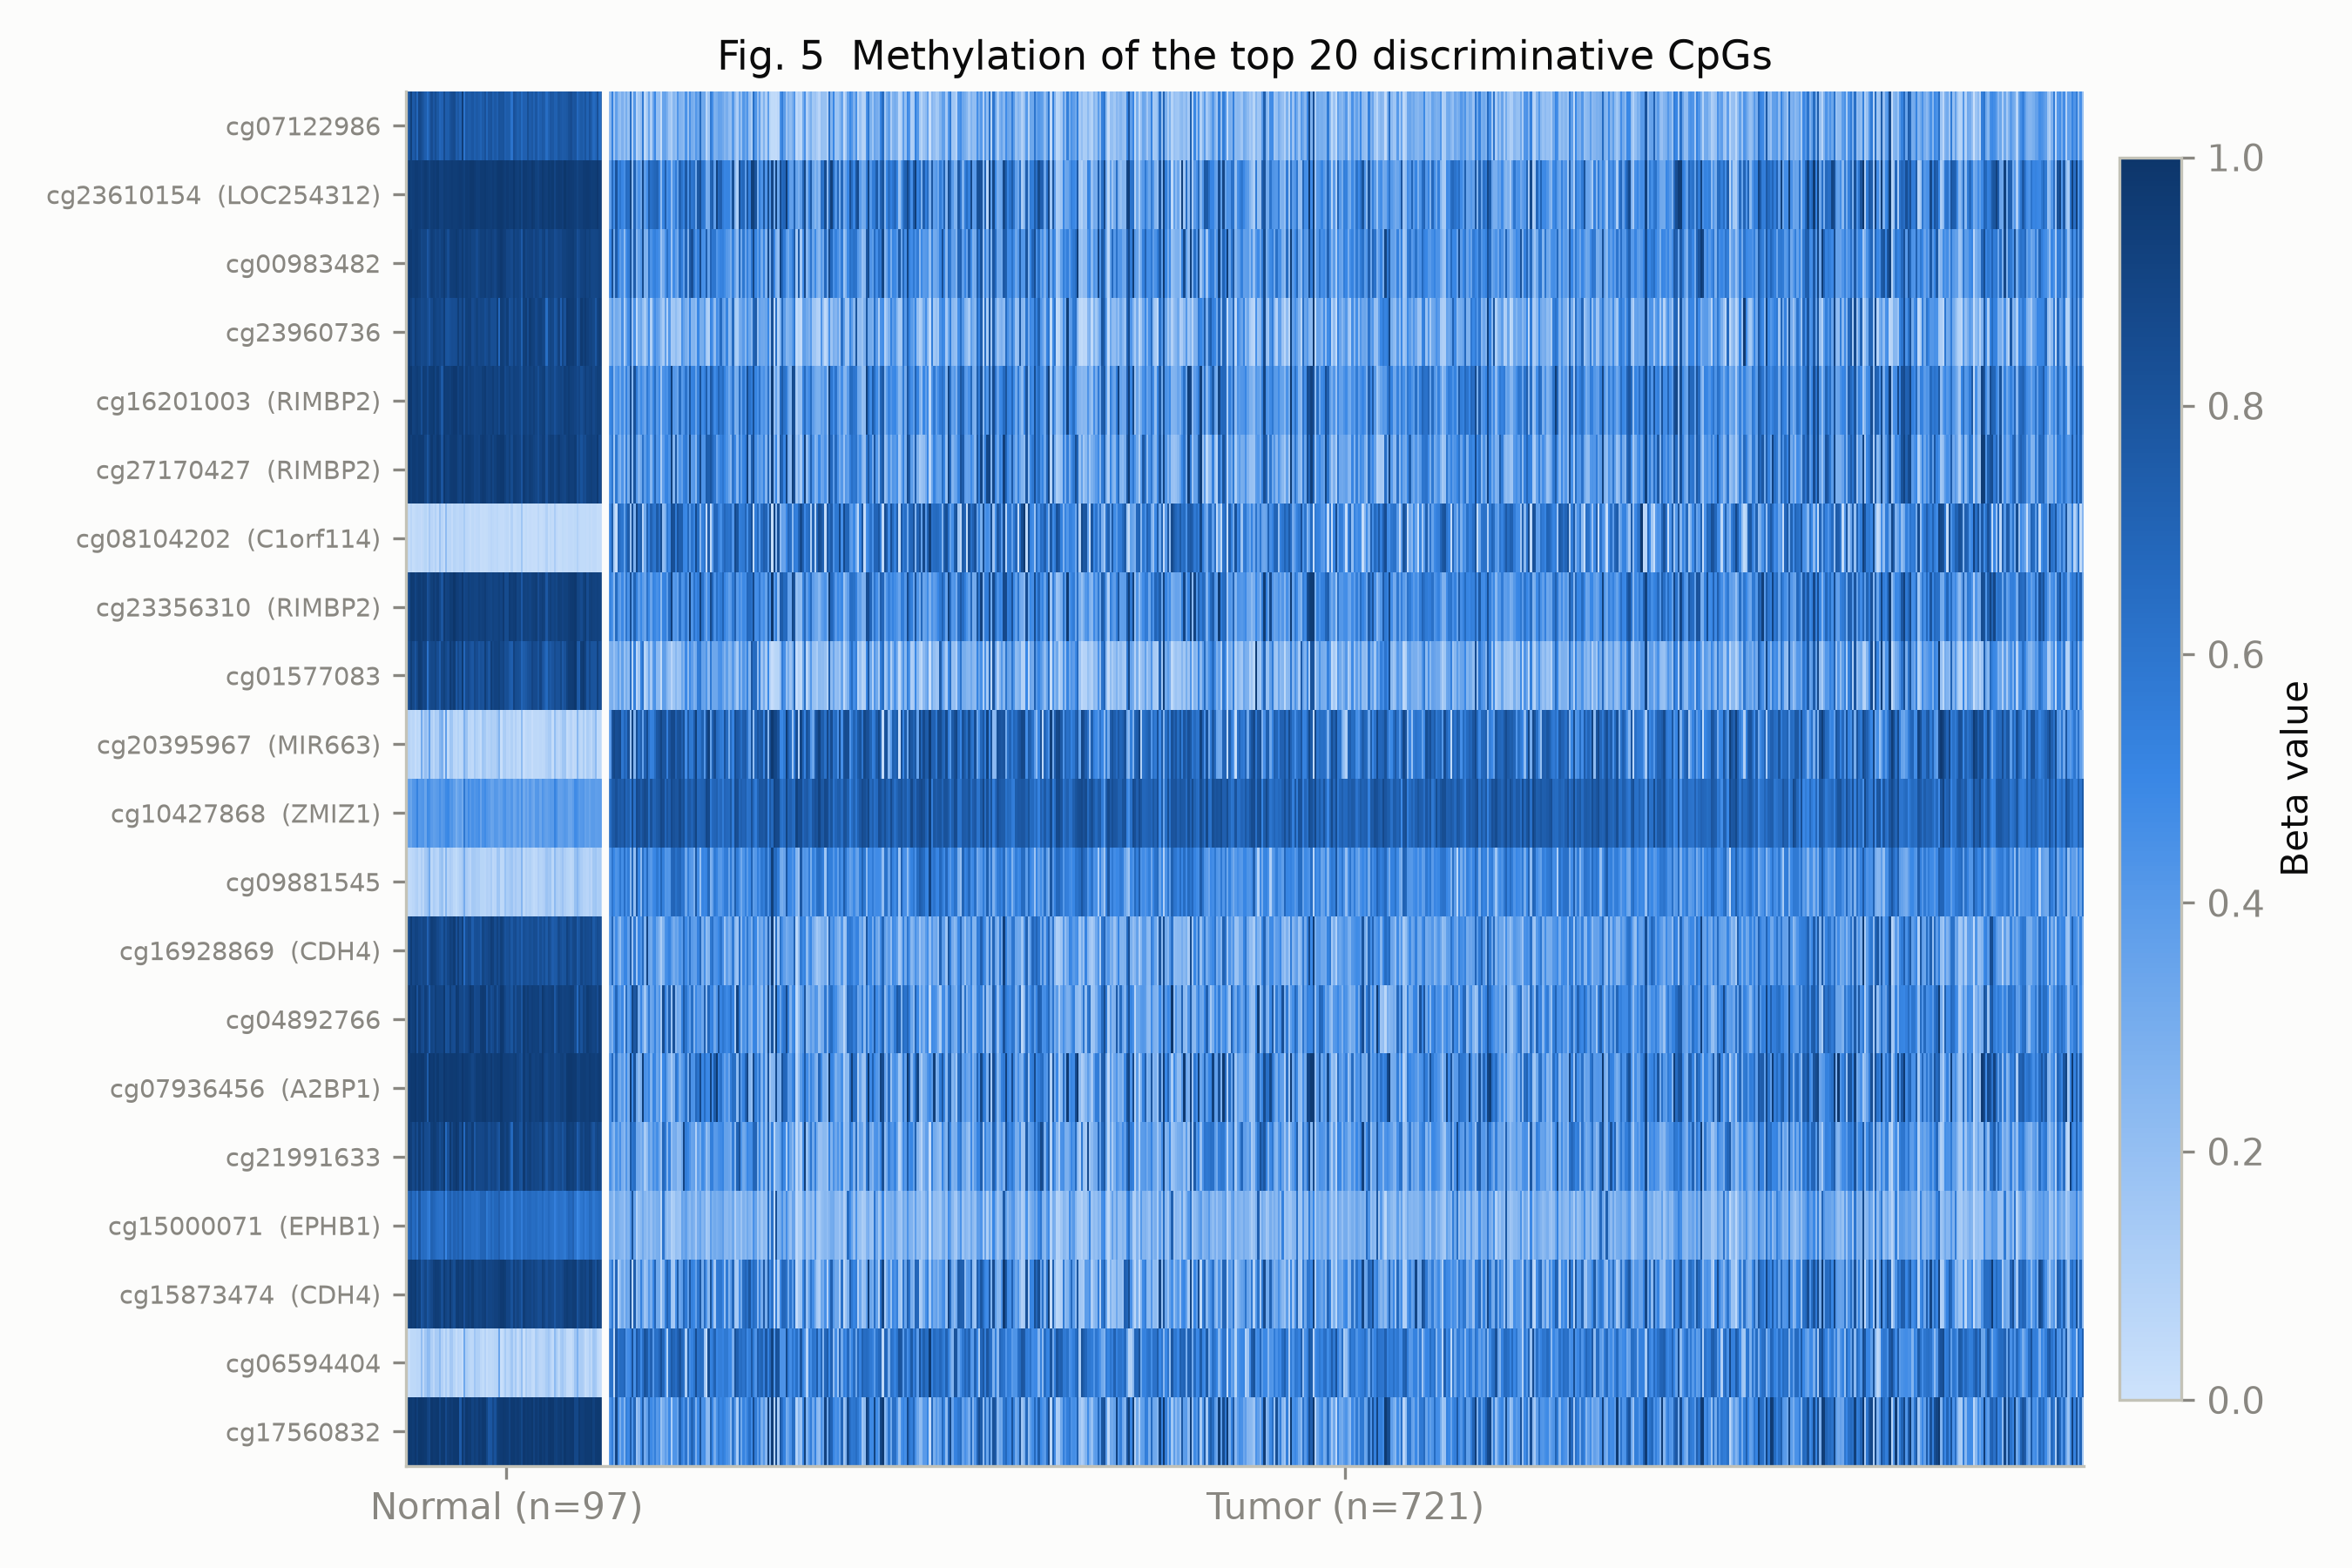 Fig. 5  Methylation of the top 20 discriminative CpGs
cg07122986
cg23610154 (LOC254312)
cg00983482
cg23960736
cg16201003 (RIMBP2)
cg27170427 (RIMBP2)
cg08104202 (C1orf114)
cg23356310 (RIMBP2)
cg01577083
cg20395967 (MIR663)
cg10427868 (ZMIZ1)
cg09881545
cg16928869 (CDH4)
cg04892766
cg07936456 (A2BP1)
cg21991633
cg15000071 (EPHB1)
cg15873474 (CDH4)
cg06594404
cg17560832
Normal (n=97)
Tumor (n=721)
1.0
0.8
0.6
0.4
0.2
0.0
Beta value